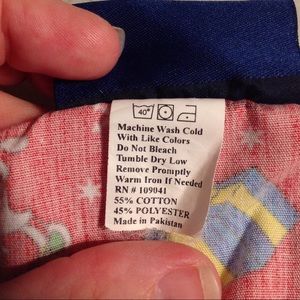 40°
Machine Wash Cold
With Like Colors
Do Not Bleach
Tumble Dry Low
Remove Promptly
Warm Iron If Needed
RN # 109041
55% COTTON
45% POLYESTER
Made in Pakistan